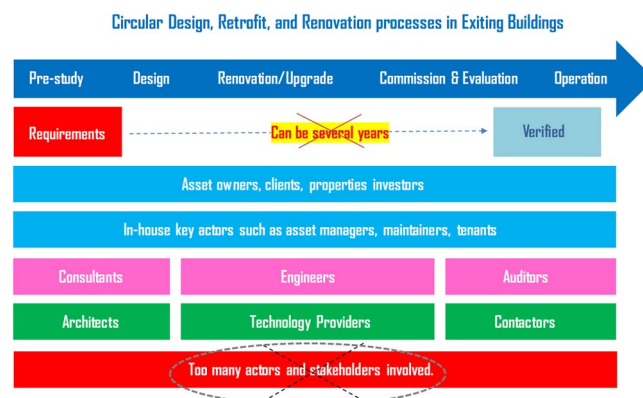 Circular Design, Retrofit, and Renovation processes in Exiting Buildings
Pre-study Design Renovation/Upgrade Commission & Evaluation Operation
Requirements Can be several years Verified
Asset owners, clients, properties investors
In-house key actors such as asset managers, maintainers, tenants
Consultants Engineers Auditors
Architects Technology Providers Contactors
Too many actors and stakeholders involved.